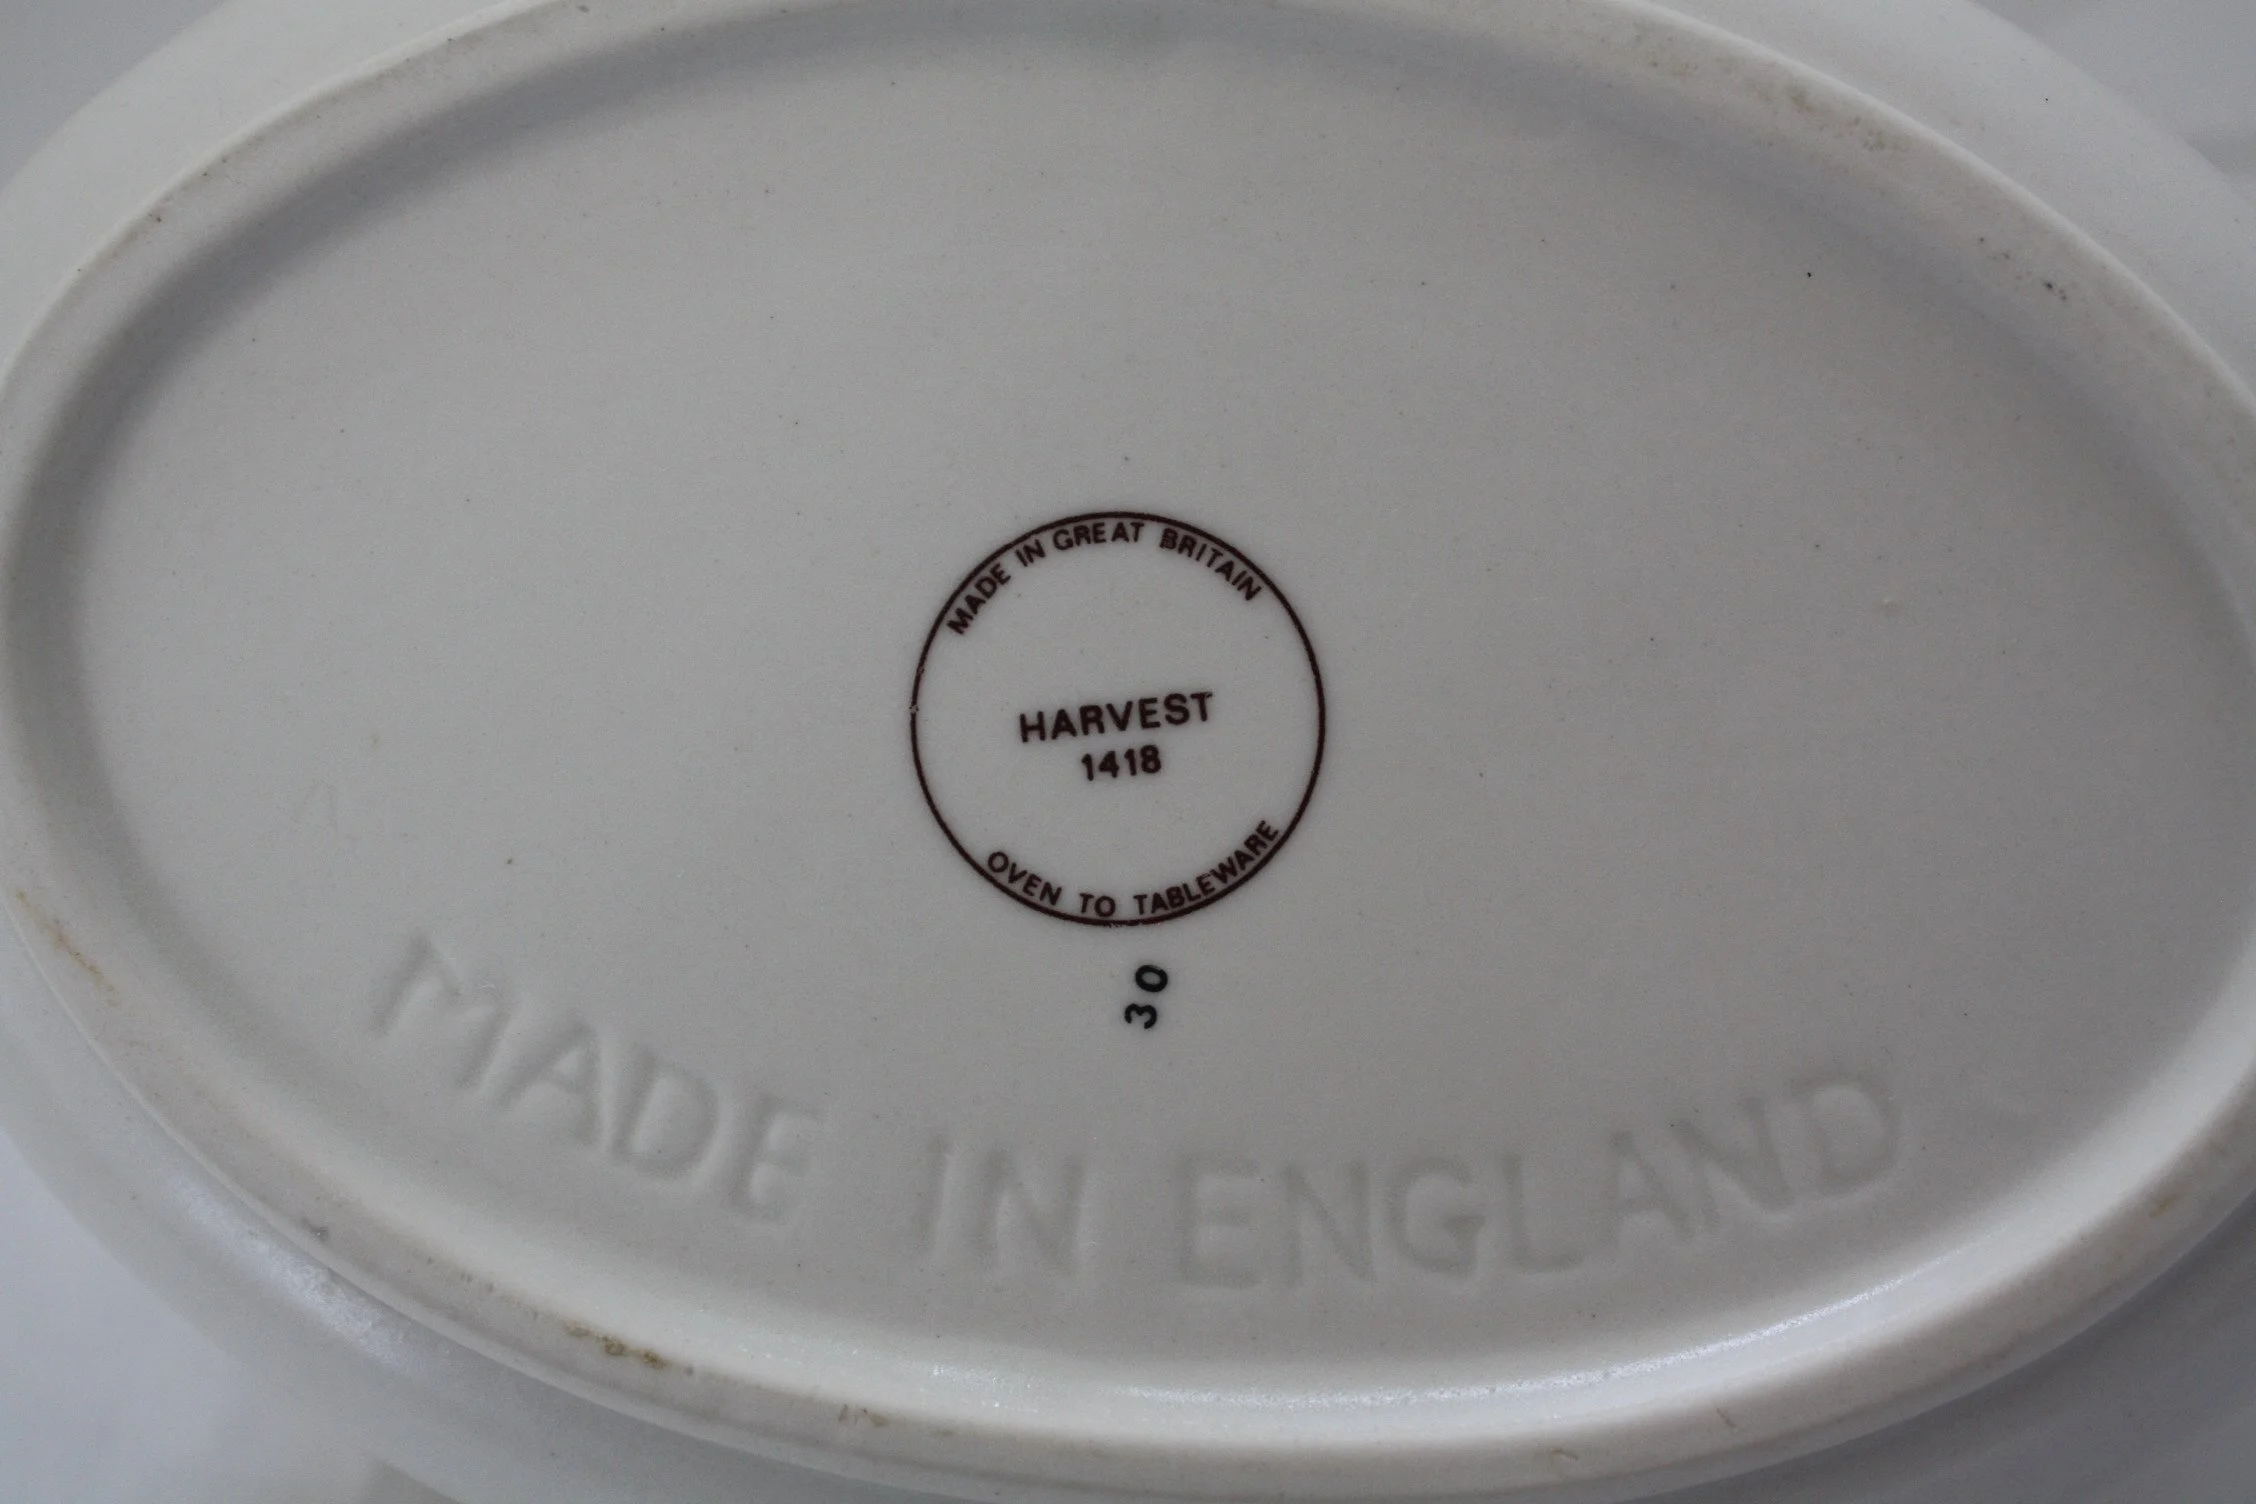 MADE IN GREAT BRITAIN
HARVEST
1418
OVEN TO TABLEWARE
30
MADE IN ENGLAND